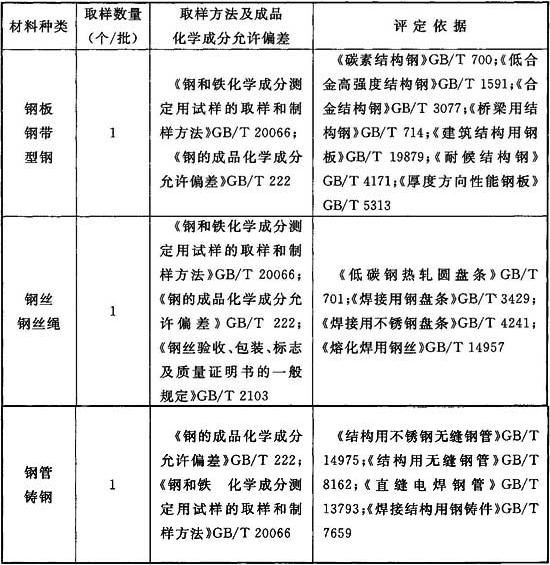 材料种类
取样数量
(个/批)
取样方法及成品
化学成分允许偏差
评定依据
钢板
钢带
型钢
1
《钢和铁化学成分测
定用试样的取样和制
样方法》GB/T 20066;
《钢的成品化学成分
允许偏差》GB/T 222
《碳素结构钢》GB/T 700;《低合
金高强度结构钢》GB/T 1591;《合
金结构钢》GB/T 3077;《桥梁用结
构钢》GB/T 714;《建筑结构用钢
板》GB/T 19879;《耐候结构钢》
GB/T 4171;《厚度方向性能钢板》
GB/T 5313
钢丝
钢丝绳
1
《钢和铁化学成分测
定用试样的取样和制
样方法》GB/T 20066;
《钢的成品化学成分允
许偏差》GB/T 222;
《钢丝验收、包装、标志
及质量证明书的一般
规定》GB/T 2103
《低碳钢热轧圆盘条》GB/T
701;《焊接用钢盘条》GB/T 3429;
《焊接用不锈钢盘条》GB/T 4241;
《熔化焊用钢丝》GB/T 14957
钢管
铸钢
1
《钢的成品化学成分
允许偏差》GB/T 222;
《钢和铁 化学成分测
定用试样的取样和制
样方法》GB/T 20066
《结构用不锈钢无缝钢管》GB/T
14975;《结构用无缝钢管》GB/T
8162;《直缝电焊钢管》GB/T
13793;《焊接结构用钢铸件》GB/T
7659